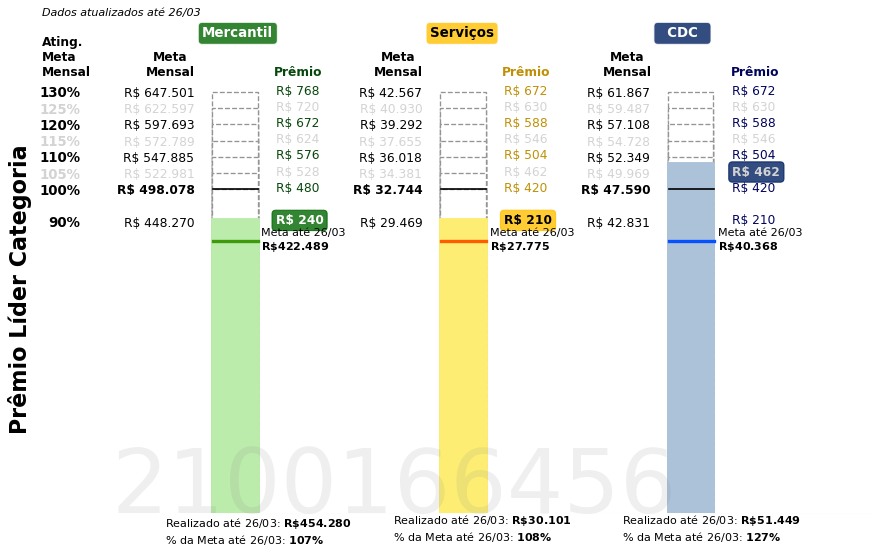 Dados atualizados até 26/03
Mercantil Serviços CDC
Ating. Meta Mensal Meta Mensal Prêmio Meta Mensal Prêmio Meta Mensal Prêmio
130% R$ 647.501 R$ 768 R$ 42.567 R$ 672 R$ 61.867 R$ 672
125% R$ 622.597 R$ 720 R$ 40.930 R$ 630 R$ 59.487 R$ 630
120% R$ 597.693 R$ 672 R$ 39.292 R$ 588 R$ 57.108 R$ 588
115% R$ 572.789 R$ 624 R$ 37.655 R$ 546 R$ 54.728 R$ 546
110% R$ 547.885 R$ 576 R$ 36.018 R$ 504 R$ 52.349 R$ 504
105% R$ 522.981 R$ 528 R$ 34.381 R$ 462 R$ 49.969 R$ 462
100% R$ 498.078 R$ 480 R$ 32.744 R$ 420 R$ 47.590 R$ 420
90% R$ 448.270 R$ 240 R$ 29.469 R$ 210 R$ 42.831 R$ 210
Meta até 26/03 Meta até 26/03 Meta até 26/03
R$422.489 R$27.775 R$40.368
Prêmio Líder Categoria
2100166456
Realizado até 26/03: R$454.280 Realizado até 26/03: R$30.101 Realizado até 26/03: R$51.449
% da Meta até 26/03: 107% % da Meta até 26/03: 108% % da Meta até 26/03: 127%